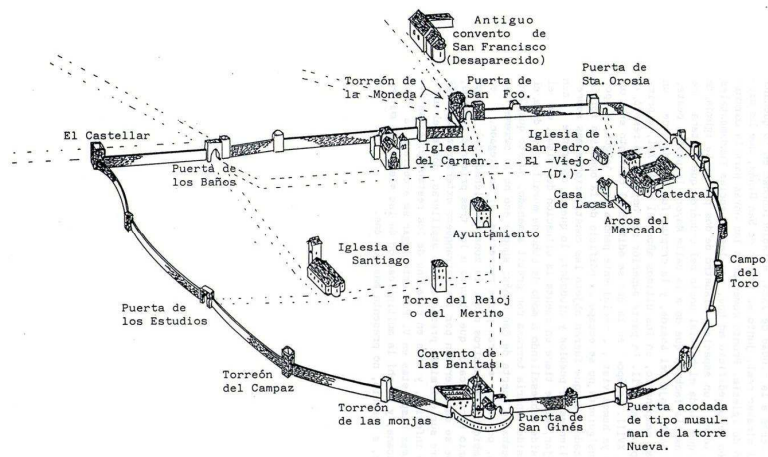 Antiguo
convento de
San Francisco
(Desaparecido)
Torreón de
la Moneda
Puerta de
San Fco.
Puerta de
Sta. Orosia
El Castellar
Puerta de
los Baños
Iglesia
del Carmen
Iglesia de
San Pedro
El Viejo
(D.)
Casa
de Lacasa
Catedral
Arcos del
Mercado
Ayuntamiento
Iglesia de
Santiago
Campo
del
Toro
Torre del Reloj
o del Merino
Puerta de
los Estudios
Convento de
las Benitas
Torreón
del Campaz
Torreón
de las monjas
Puerta de
San Ginés
Puerta acodada
de tipo musul-
man de la torre
Nueva.